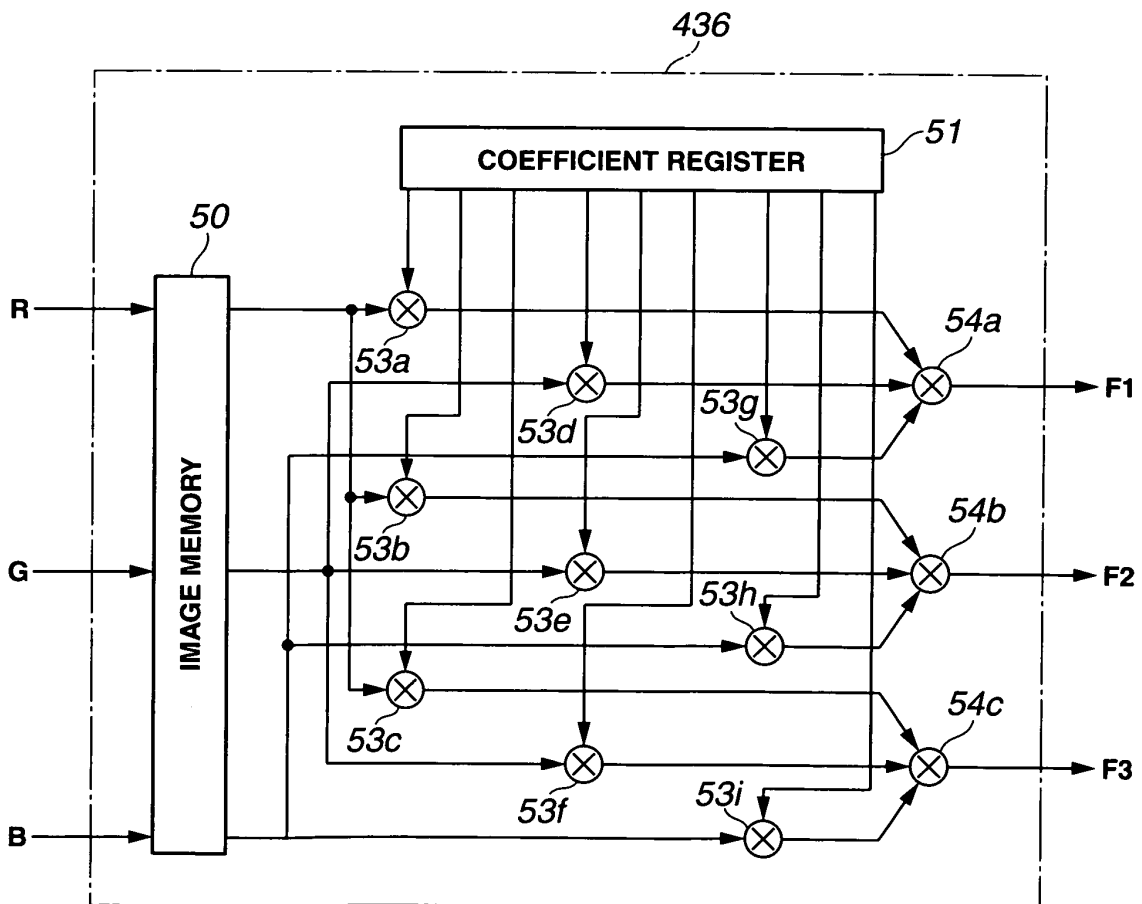 436
COEFFICIENT REGISTER
51
50
IMAGE MEMORY
R
G
B
53a
53d
53g
54a
F1
53b
53e
53h
54b
F2
53c
53f
53i
54c
F3